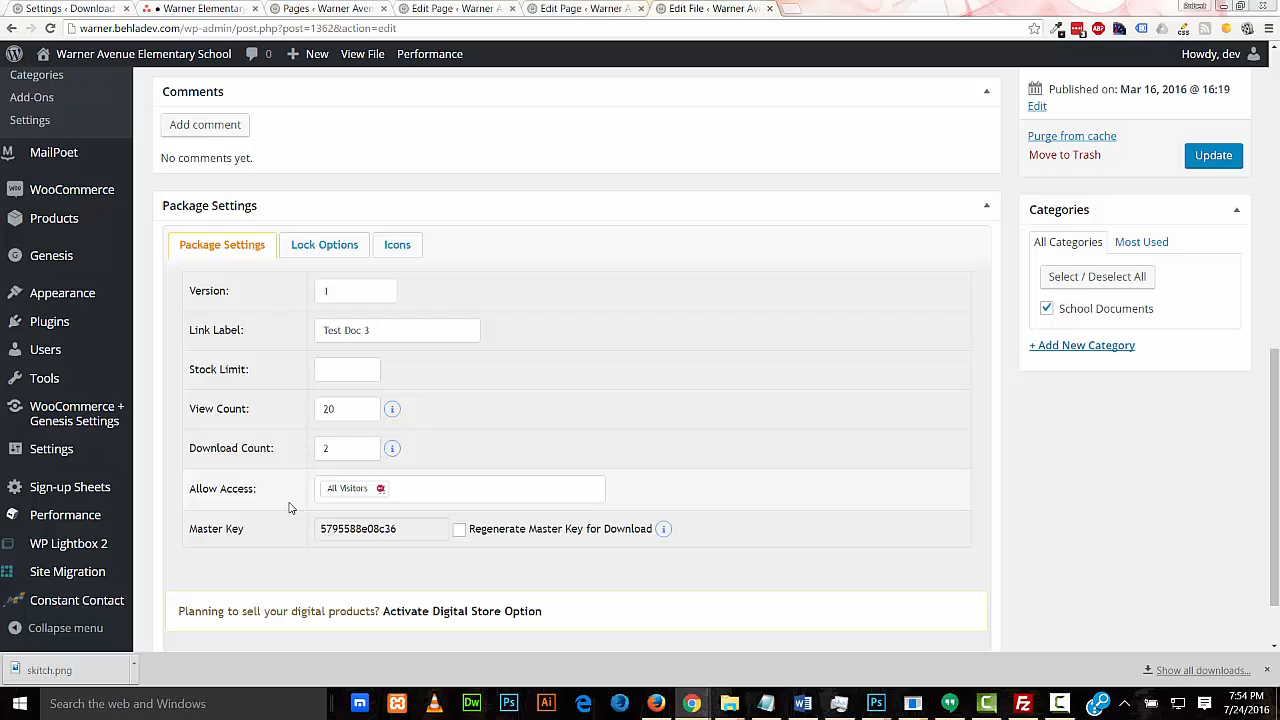 Settings ‹ Download
Warner Elementary
Pages ‹ Warner Aven
Edit Page ‹ Warner A
Edit Page ‹ Warner A
Edit File ‹ Warner Av
Robert
warner.behladev.com/wp-admin/post.php?post=1362&action=edit
Warner Avenue Elementary School
0
New
View File
Performance
Howdy, dev
Categories
Add-Ons
Settings
MailPoet
WooCommerce
Products
Genesis
Appearance
Plugins
Users
Tools
WooCommerce +
Genesis Settings
Settings
Sign-up Sheets
Performance
WP Lightbox 2
Site Migration
Constant Contact
Collapse menu
Comments
Add comment
No comments yet.
Package Settings
Package Settings
Lock Options
Icons
Version:
1
Link Label:
Test Doc 3
Stock Limit:
View Count:
20
Download Count:
2
Allow Access:
All Visitors
Master Key
5795588e08c36
Regenerate Master Key for Download
Planning to sell your digital products? Activate Digital Store Option
Published on: Mar 16, 2016 @ 16:19
Edit
Purge from cache
Move to Trash
Update
Categories
All Categories
Most Used
Select / Deselect All
School Documents
+ Add New Category
skitch.png
Show all downloads...
Search the web and Windows
7:54 PM
7/24/2016